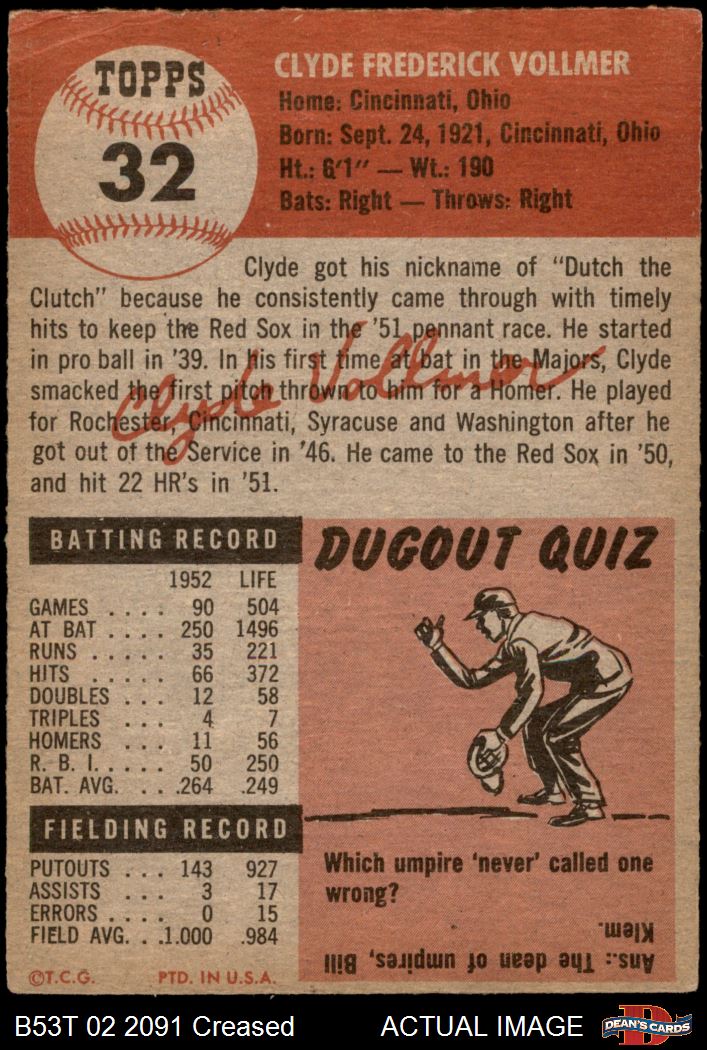 TOPPS
32
CLYDE FREDERICK VOLLMER
Home: Cincinnati, Ohio
Born: Sept. 24, 1921, Cincinnati, Ohio
Ht.: 6'1" — Wt.: 190
Bats: Right — Throws: Right
Clyde got his nickname of "Dutch the
Clutch" because he consistently came through with timely
hits to keep the Red Sox in the '51 pennant race. He started
in pro ball in '39. In his first time at bat in the Majors, Clyde
smacked the first pitch thrown to him for a Homer. He played
for Rochester, Cincinnati, Syracuse and Washington after he
got out of the Service in '46. He came to the Red Sox in '50,
and hit 22 HR's in '51.
Clyde Vollmer
BATTING RECORD
1952 LIFE
GAMES . . . . 90 504
AT BAT . . . . 250 1496
RUNS . . . . . 35 221
HITS . . . . . 66 372
DOUBLES . . . 12 58
TRIPLES . . . 4 7
HOMERS . . . 11 56
R. B. I. . . . . 50 250
BAT. AVG. . . .264 .249
FIELDING RECORD
PUTOUTS . . . 143 927
ASSISTS . . . . 3 17
ERRORS . . . . 0 15
FIELD AVG. . .1.000 .984
©T.C.G. PTD. IN U.S.A.
DUGOUT QUIZ
Which umpire 'never' called one
wrong?
Ans.: The dean of umpires, Bill
Klem.
B53T 02 2091 Creased ACTUAL IMAGE
D
DEAN'S CARDS